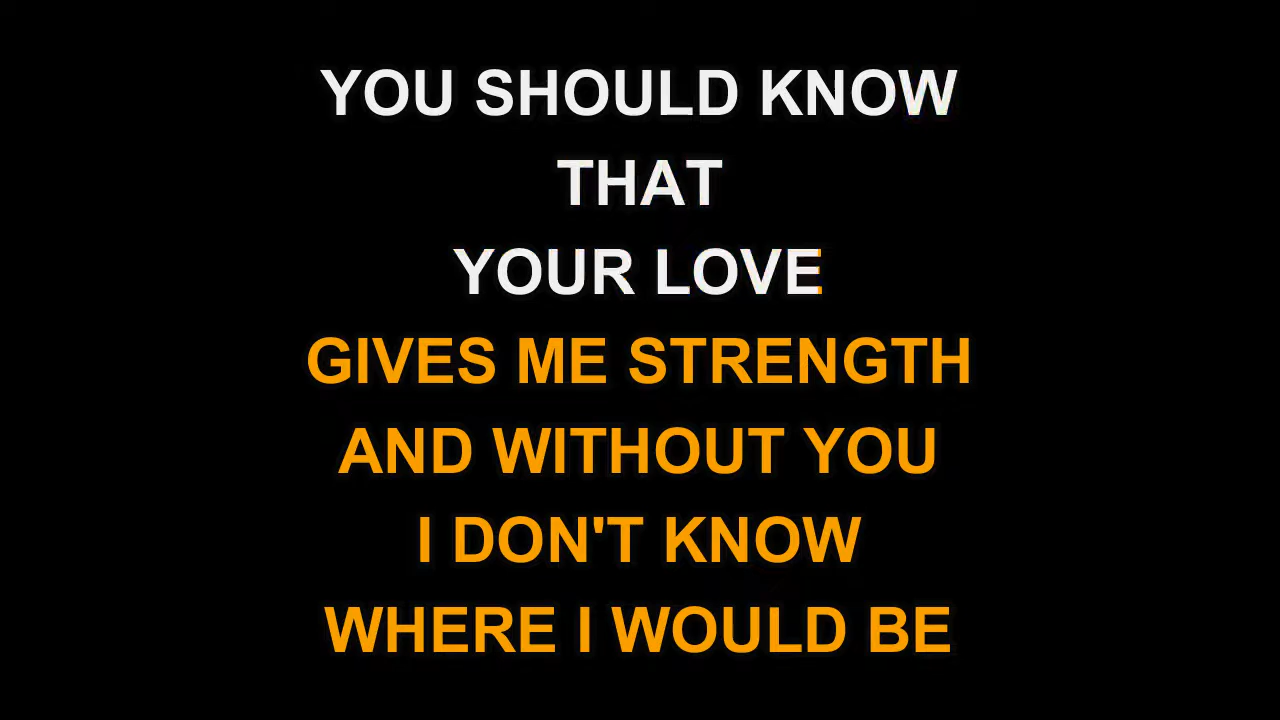 YOU SHOULD KNOW
THAT
YOUR LOVE
GIVES ME STRENGTH
AND WITHOUT YOU
I DON'T KNOW
WHERE I WOULD BE